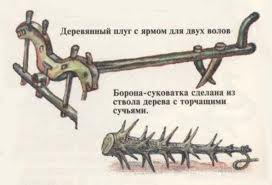 Деревянный плуг с ярмом для двух волов
Борона-суковатка сделана из
ствола дерева с торчащими
сучьями.